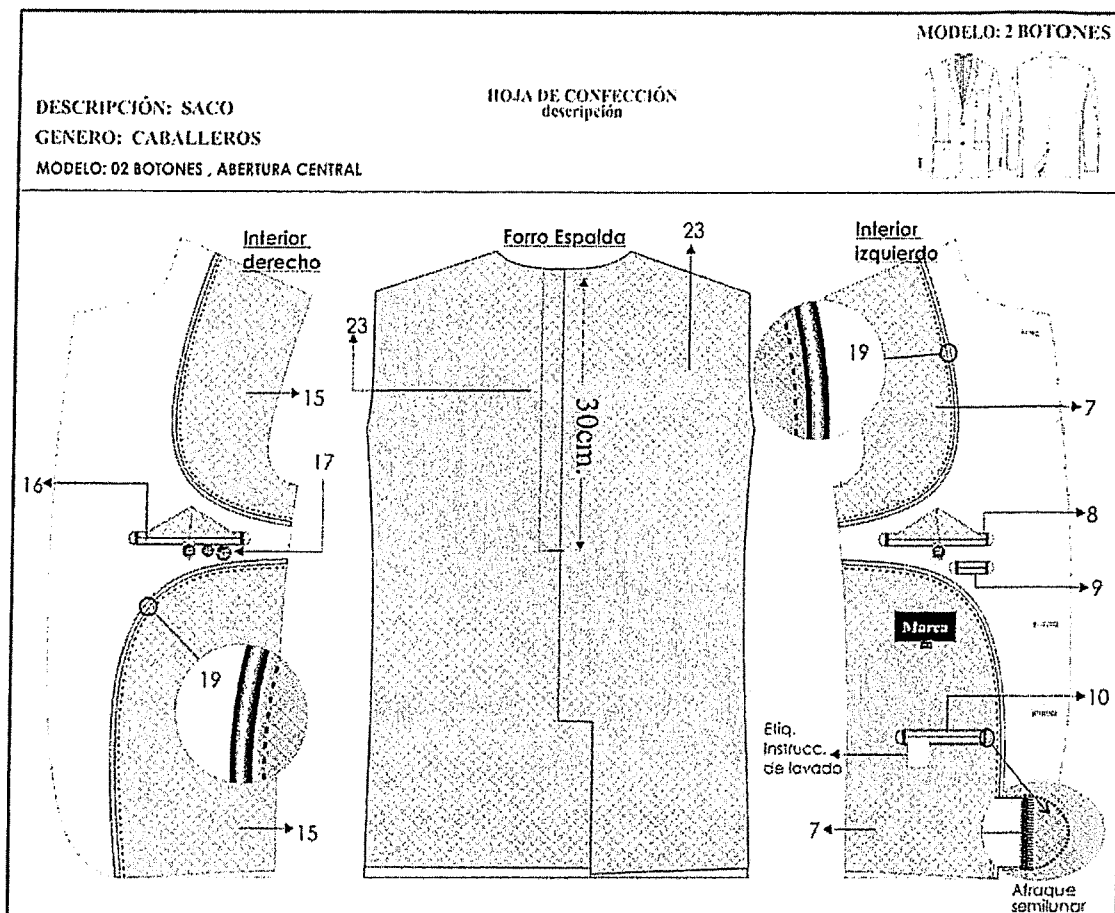 MODELO: 2 BOTONES
HOJA DE CONFECCIÓN
descripción
DESCRIPCIÓN: SACO
GENERO: CABALLEROS
MODELO: 02 BOTONES , ABERTURA CENTRAL
Interior
derecho
Forro Espalda
23
Interior
Izquierdo
23
19
15
7
30cm.
17
16
8
9
Marca
19
10
Etiq.
Instrucc.
de lavado
15
7
Atraque
semilunar